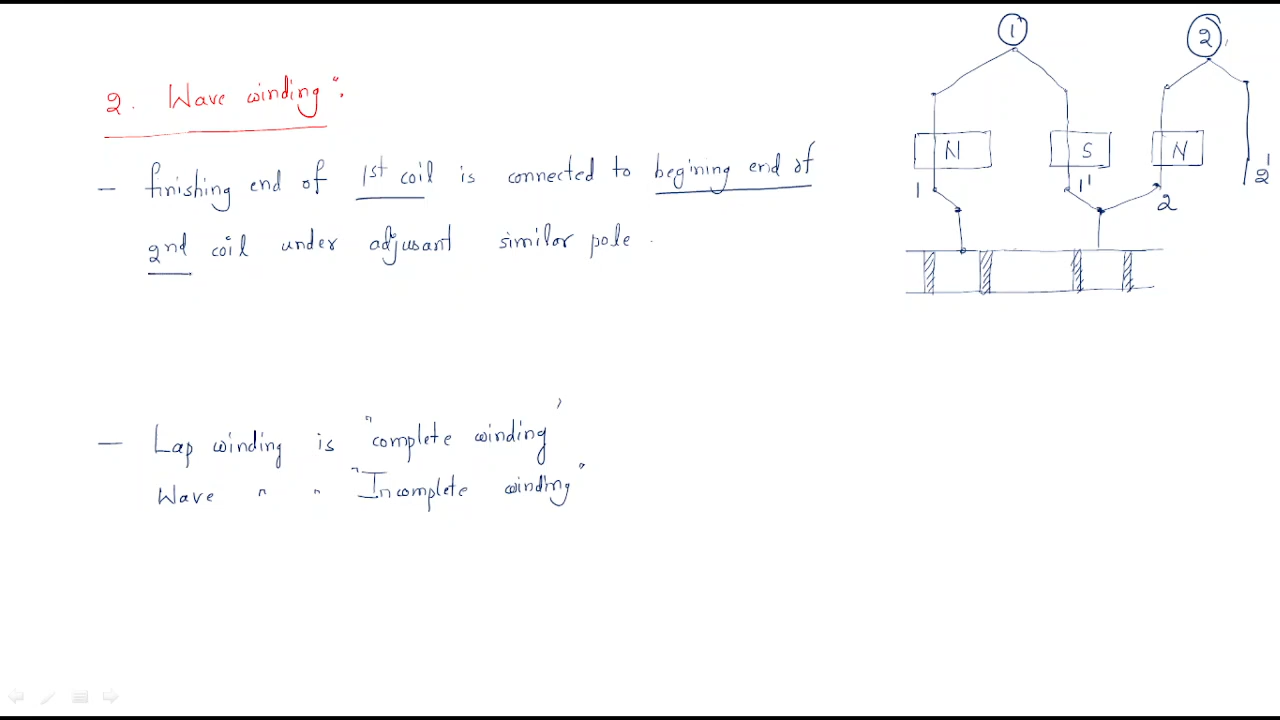 2. Wave winding :
- finishing end of 1st coil is connected to begining end of
2nd coil under adjusant similor pole .
- Lap winding is "complete winding"
Wave " " "Incomplete winding"
1 2
N S N
1 1' 2 2'